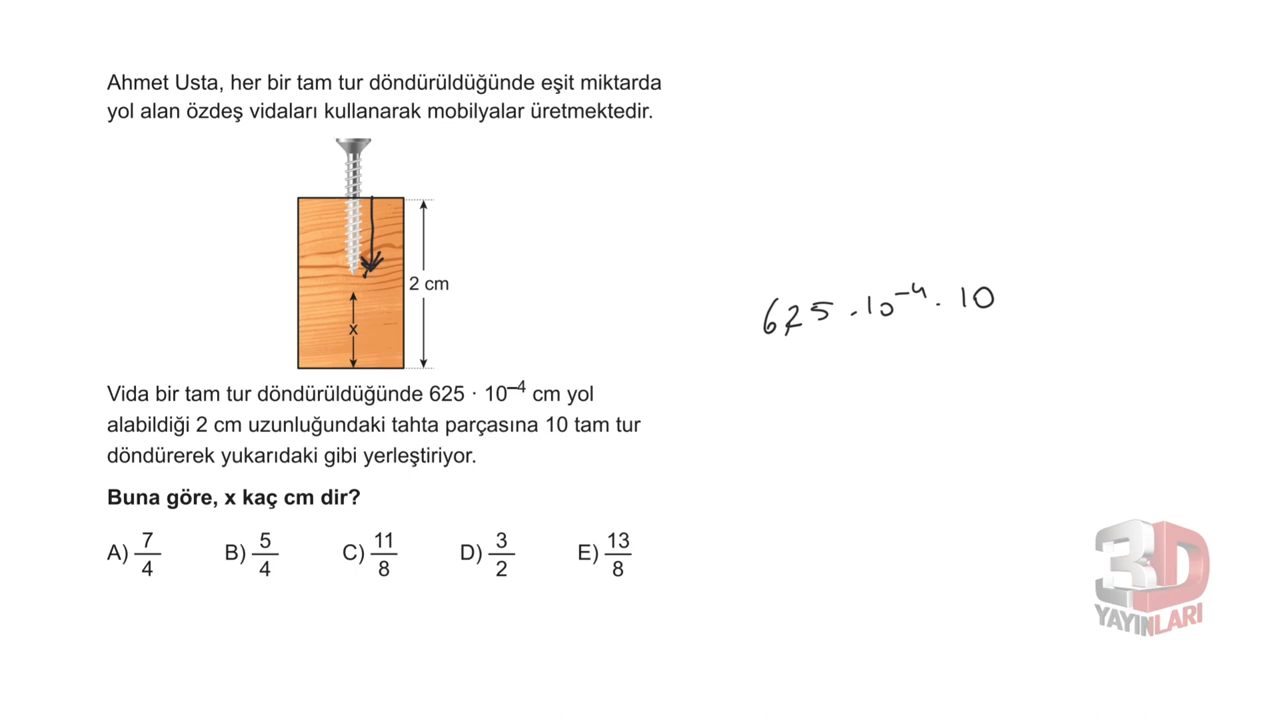 Ahmet Usta, her bir tam tur döndürüldüğünde eşit miktarda
yol alan özdeş vidaları kullanarak mobilyalar üretmektedir.
2 cm
x
625 . 10⁻⁴ . 10
Vida bir tam tur döndürüldüğünde 625 · 10⁻⁴ cm yol
alabildiği 2 cm uzunluğundaki tahta parçasına 10 tam tur
döndürerek yukarıdaki gibi yerleştiriyor.
Buna göre, x kaç cm dir?
A) 7/4 B) 5/4 C) 11/8 D) 3/2 E) 13/8
3D
YAYINLARI